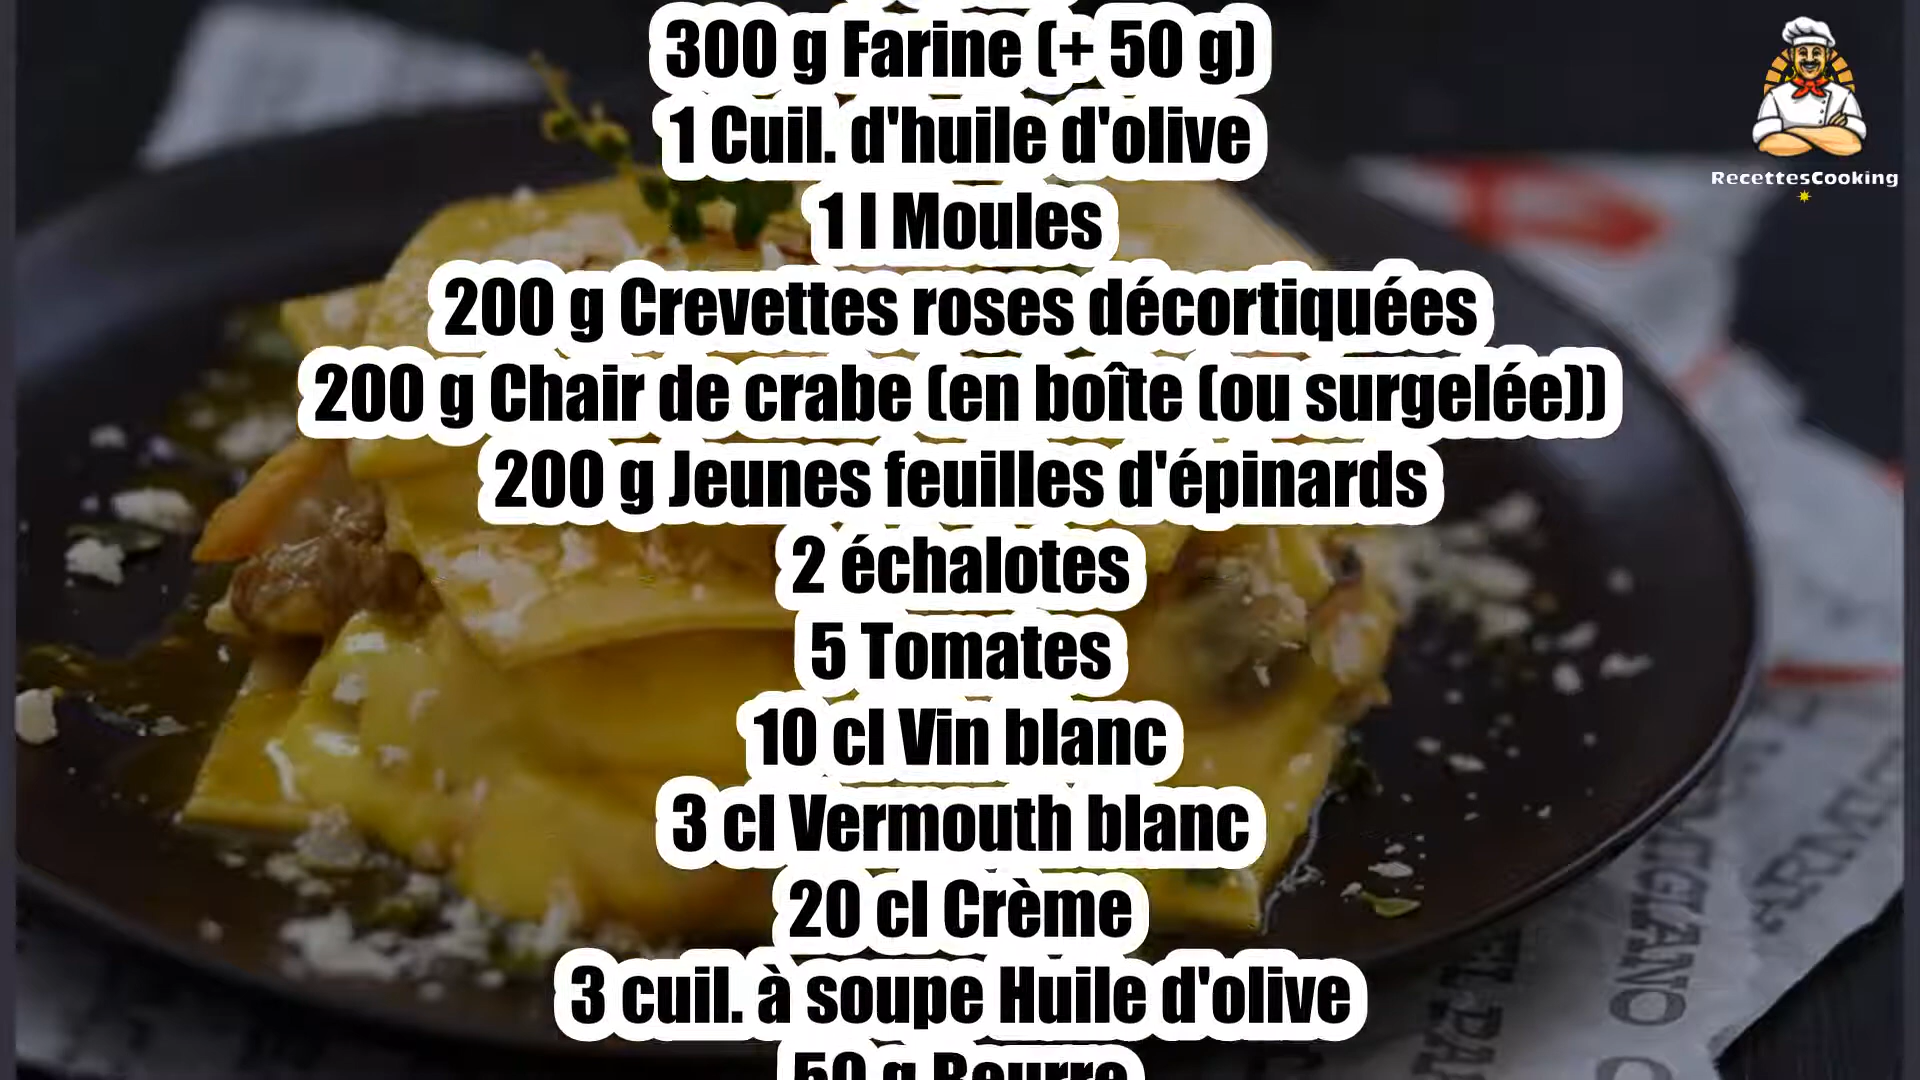 300 g Farine (+ 50 g)
1 Cuil. d'huile d'olive
1 l Moules
200 g Crevettes roses décortiquées
200 g Chair de crabe (en boîte (ou surgelée))
200 g Jeunes feuilles d'épinards
2 échalotes
5 Tomates
10 cl Vin blanc
3 cl Vermouth blanc
20 cl Crème
3 cuil. à soupe Huile d'olive
50 g Beurre
RecettesCooking